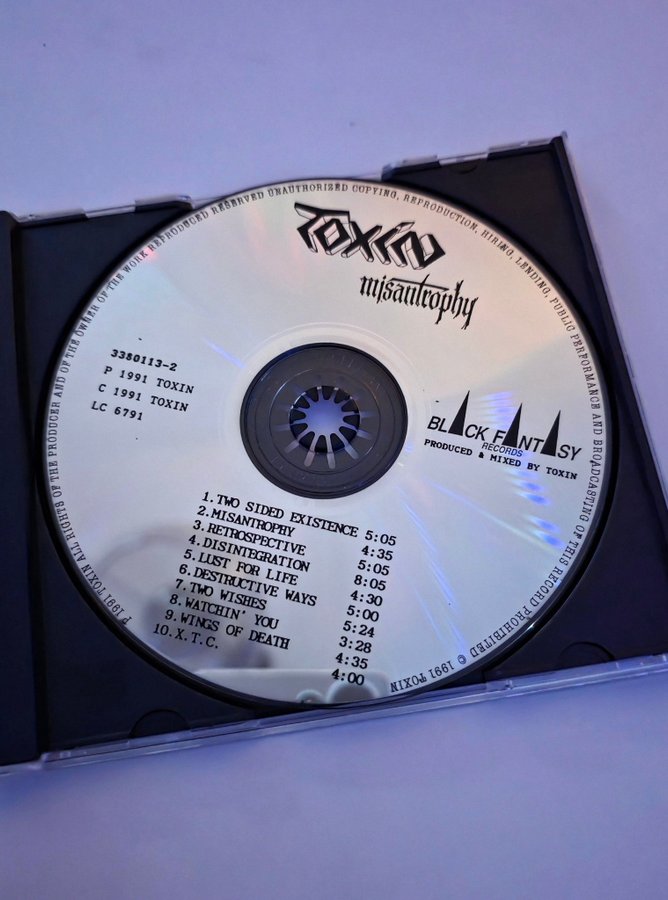 P 1991 TOXIN ALL RIGHTS OF THE PRODUCER AND OF THE OWNER OF THE WORK REPRODUCED RESERVED UNAUTHORIZED COPYING, REPRODUCTION, HIRING, LENDING, PUBLIC PERFORMANCE AND BROADCASTING OF THIS RECORD PROHIBITED © 1991 TOXIN
Toxin
misantrophy
3380113-2
P 1991 TOXIN
C 1991 TOXIN
LC 6791
BLACK FANTASY
RECORDS
PRODUCED & MIXED BY TOXIN
1. TWO SIDED EXISTENCE 5:05
2. MISANTROPHY 4:35
3. RETROSPECTIVE 5:05
4. DISINTEGRATION 8:05
5. LUST FOR LIFE 4:30
6. DESTRUCTIVE WAYS 5:00
7. TWO WISHES 5:24
8. WATCHIN' YOU 3:28
9. WINGS OF DEATH 4:35
10. X.T.C. 4:00